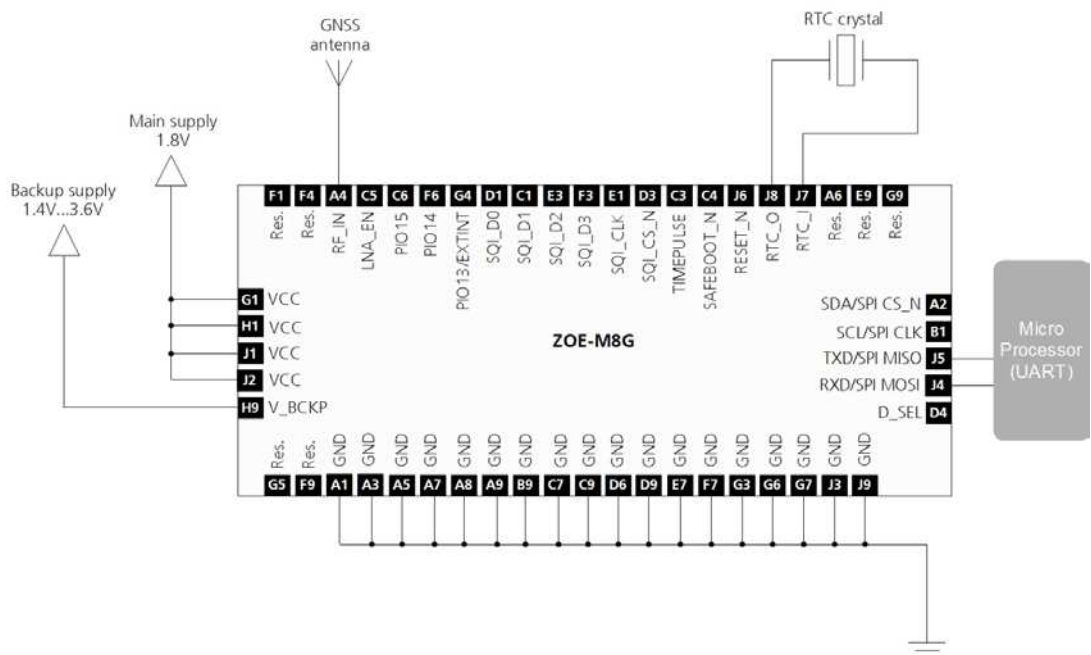 GNSS
antenna
RTC crystal
Main supply
1.8V
Backup supply
1.4V...3.6V
F1 F4 A4 C5 C6 F6 G4 D1 C1 E3 F3 E1 D3 C3 C4 J6 J8 J7 A6 E9 G9
Res. Res. RF_IN LNA_EN PIO15 PIO14 PIO13/EXTINT SQI_D0 SQI_D1 SQI_D2 SQI_D3 SQI_CLK SQI_CS_N TIMEPULSE SAFEBOOT_N RESET_N RTC_O RTC_I Res. Res. Res.
G1 VCC
H1 VCC
J1 VCC
J2 VCC
H9 V_BCKP
ZOE-M8G
SDA/SPI CS_N A2
SCL/SPI CLK B1
TXD/SPI MISO J5
RXD/SPI MOSI J4
D_SEL D4
Micro
Processor
(UART)
Res. Res. GND GND GND GND GND GND GND GND GND GND GND GND GND GND GND GND GND GND
G5 F9 A1 A3 A5 A7 A8 A9 B9 C7 C9 D6 D9 E7 F7 G3 G6 G7 J3 J9